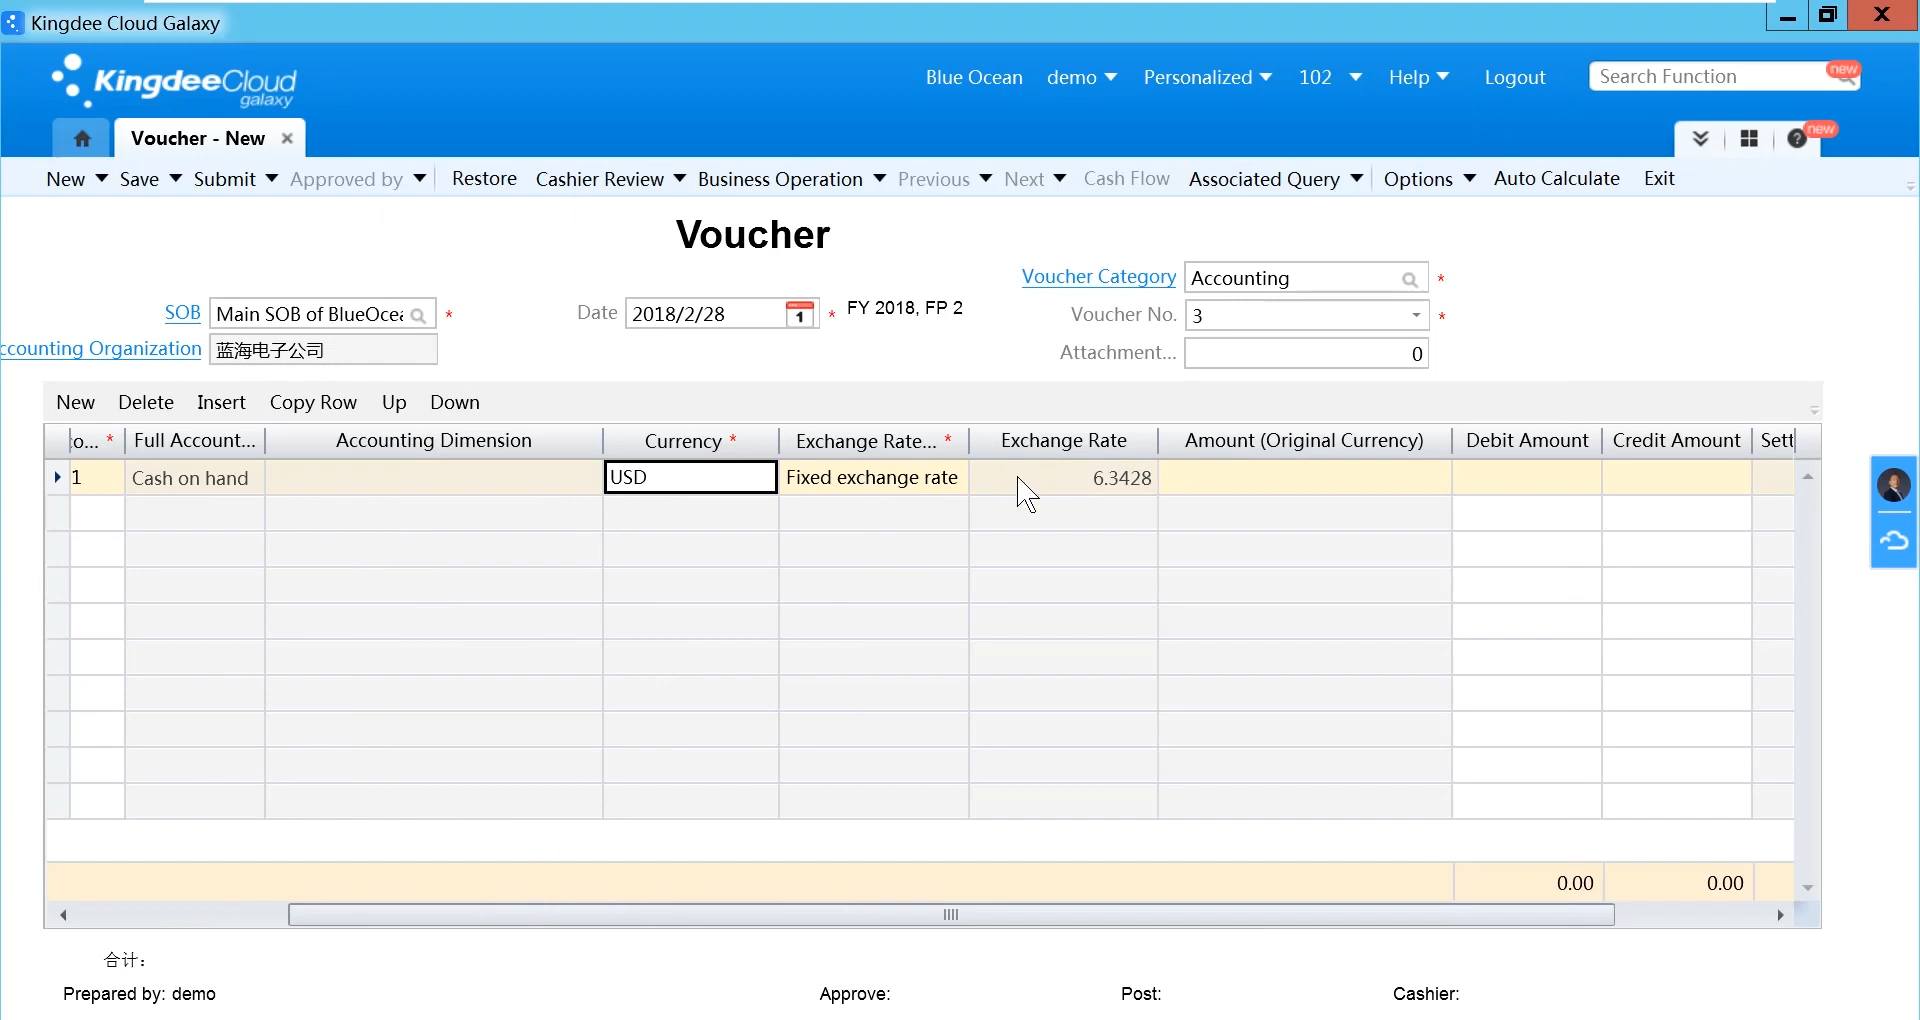 Kingdee Cloud Galaxy
KingdeeCloud galaxy
Blue Ocean demo Personalized 102 Help Logout Search Function new
Voucher - New new
New Save Submit Approved by Restore Cashier Review Business Operation Previous Next Cash Flow Associated Query Options Auto Calculate Exit
Voucher
Voucher Category Accounting *
SOB Main SOB of BlueOcea * Date 2018/2/28 1 * FY 2018, FP 2 Voucher No. 3 *
ccounting Organization 蓝海电子公司 Attachment... 0
New Delete Insert Copy Row Up Down
o... * Full Account... Accounting Dimension Currency * Exchange Rate... * Exchange Rate Amount (Original Currency) Debit Amount Credit Amount Sett
1 Cash on hand USD Fixed exchange rate 6.3428
0.00 0.00
合计：
Prepared by: demo Approve: Post: Cashier: